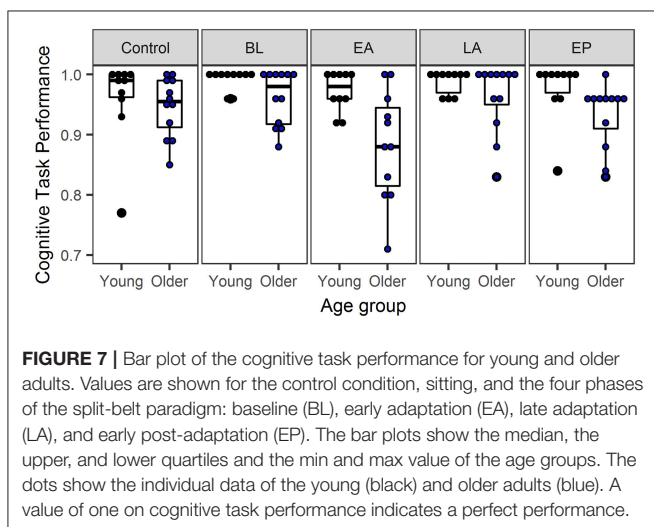 Control BL EA LA EP
1.0
0.9
0.8
0.7
Cognitive Task Performance
Young Older Young Older Young Older Young Older Young Older
Age group
FIGURE 7 | Bar plot of the cognitive task performance for young and older
adults. Values are shown for the control condition, sitting, and the four phases
of the split-belt paradigm: baseline (BL), early adaptation (EA), late adaptation
(LA), and early post-adaptation (EP). The bar plots show the median, the
upper, and lower quartiles and the min and max value of the age groups. The
dots show the individual data of the young (black) and older adults (blue). A
value of one on cognitive task performance indicates a perfect performance.